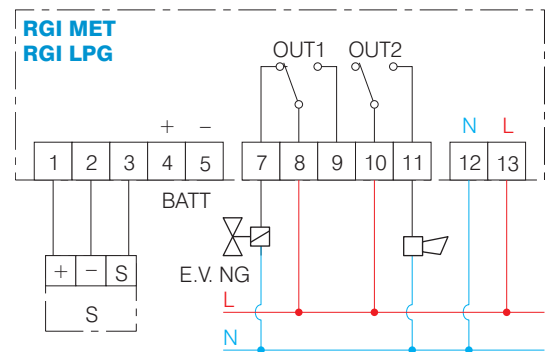 RGI MET
RGI LPG
OUT1 OUT2
+ − N L
1 2 3 4 5 7 8 9 10 11 12 13
BATT
+ − S
E.V. NG
S
L
N